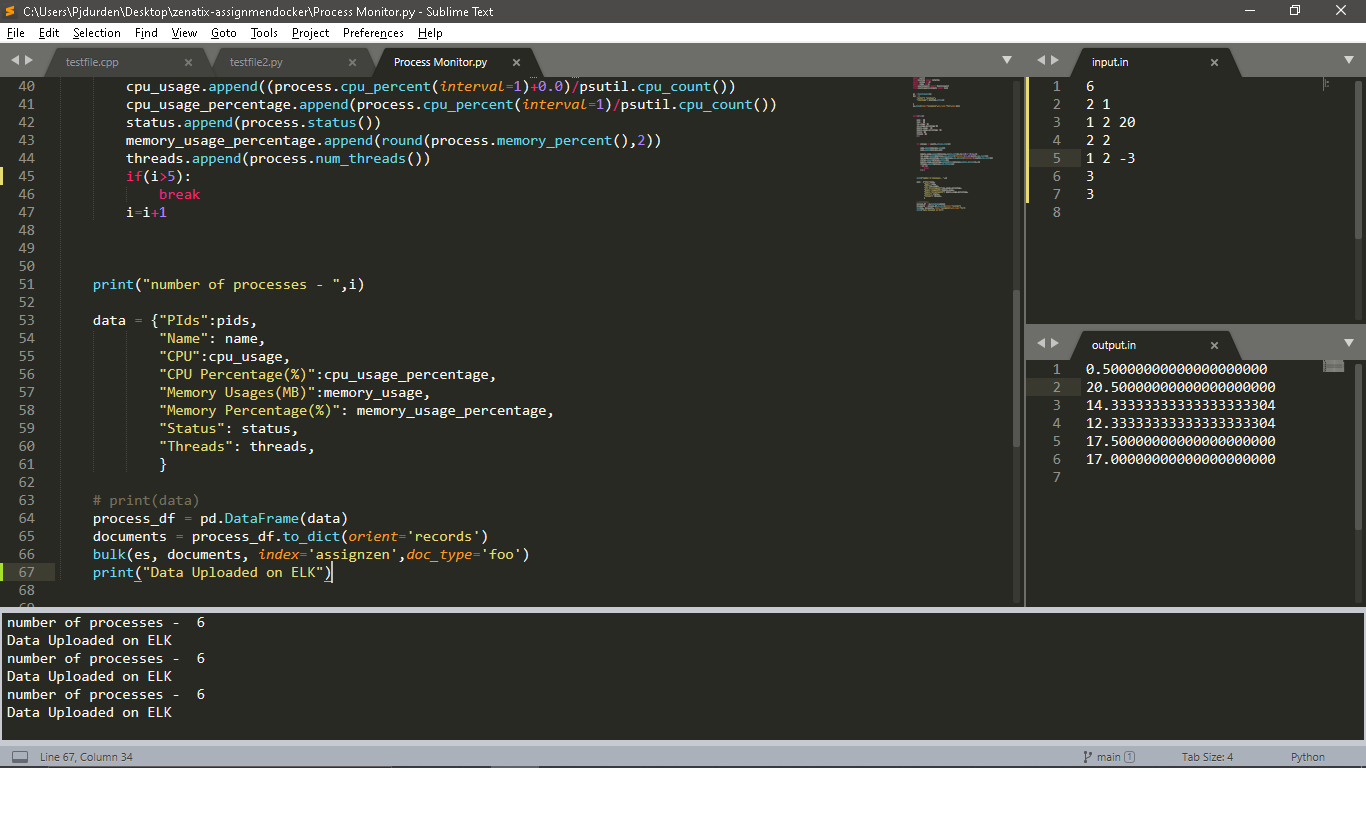 C:\Users\Pjdurden\Desktop\zenatix-assignmendocker\Process Monitor.py - Sublime Text
File Edit Selection Find View Goto Tools Project Preferences Help
testfile.cpp testfile2.py Process Monitor.py
40 cpu_usage.append((process.cpu_percent(interval=1)+0.0)/psutil.cpu_count())
41 cpu_usage_percentage.append(process.cpu_percent(interval=1)/psutil.cpu_count())
42 status.append(process.status())
43 memory_usage_percentage.append(round(process.memory_percent(),2))
44 threads.append(process.num_threads())
45 if(i>5):
46 break
47 i=i+1
48
49
50
51 print("number of processes - ",i)
52
53 data = {"PIds":pids,
54 "Name": name,
55 "CPU":cpu_usage,
56 "CPU Percentage(%)":cpu_usage_percentage,
57 "Memory Usages(MB)":memory_usage,
58 "Memory Percentage(%)": memory_usage_percentage,
59 "Status": status,
60 "Threads": threads,
61 }
62
63 # print(data)
64 process_df = pd.DataFrame(data)
65 documents = process_df.to_dict(orient='records')
66 bulk(es, documents, index='assignzen',doc_type='foo')
67 print("Data Uploaded on ELK")
68
input.in
1 6
2 2 1
3 1 2 20
4 2 2
5 1 2 -3
6 3
7 3
8
output.in
1 0.50000000000000000000
2 20.50000000000000000000
3 14.33333333333333333304
4 12.33333333333333333304
5 17.50000000000000000000
6 17.00000000000000000000
7
number of processes -  6
Data Uploaded on ELK
number of processes -  6
Data Uploaded on ELK
number of processes -  6
Data Uploaded on ELK
Line 67, Column 34 main 1 Tab Size: 4 Python